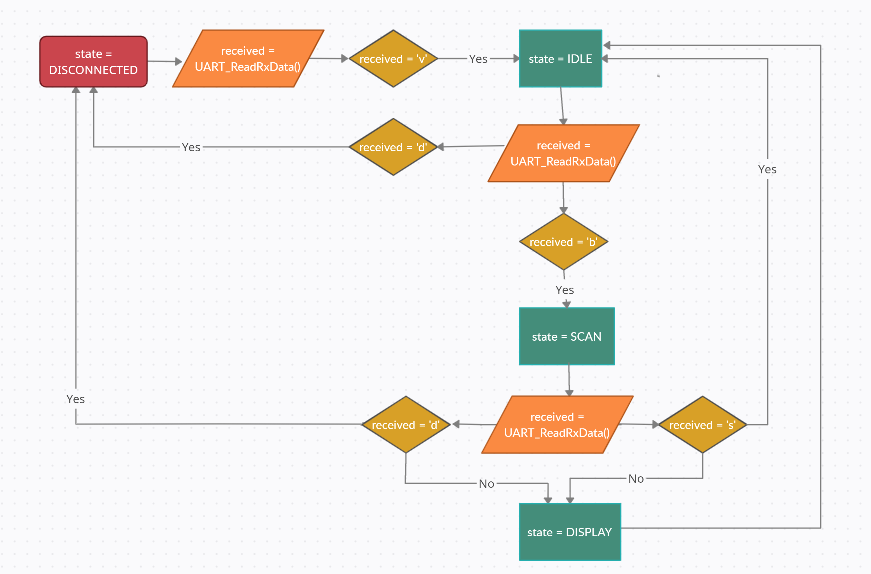 state =
DISCONNECTED
received =
UART_ReadRxData()
received = 'v'
Yes
state = IDLE
Yes
received = 'd'
received =
UART_ReadRxData()
Yes
received = 'b'
Yes
state = SCAN
Yes
received = 'd'
received =
UART_ReadRxData()
received = 's'
No
No
state = DISPLAY